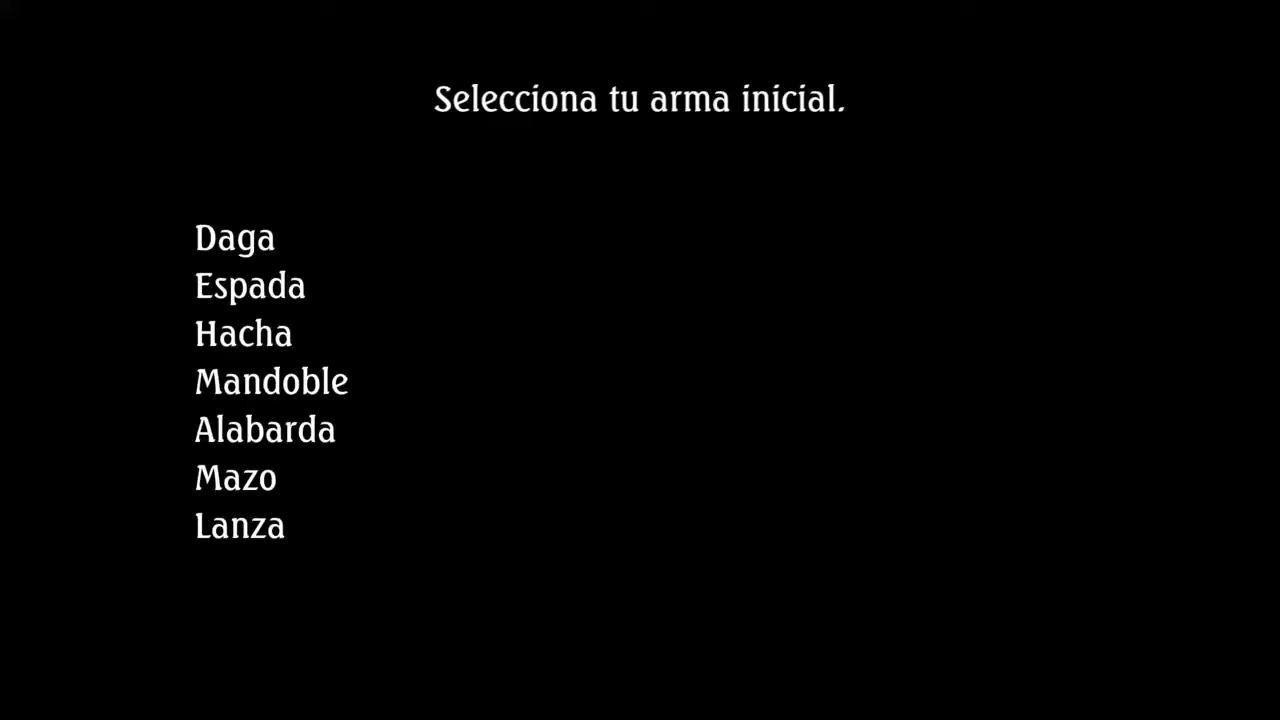 Selecciona tu arma inicial.
Daga
Espada
Hacha
Mandoble
Alabarda
Mazo
Lanza